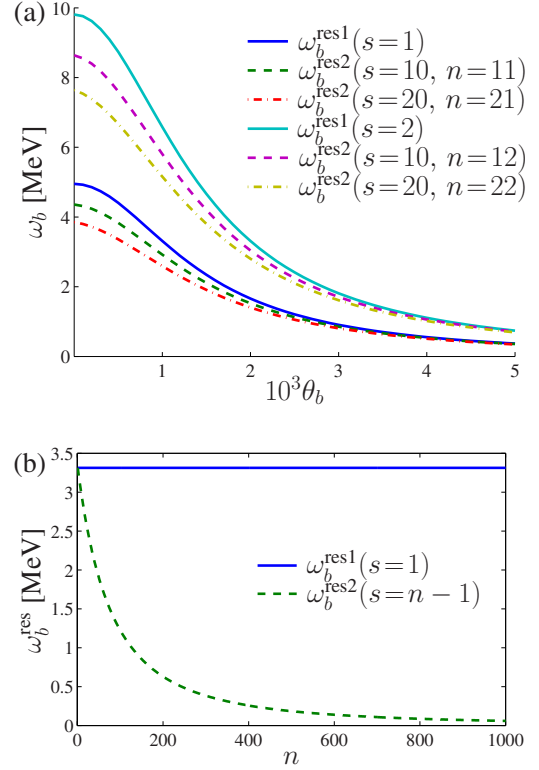 (a)
10
8
6
4
2
0
ω_b [MeV]
ω_b^res1(s=1)
ω_b^res2(s=10, n=11)
ω_b^res2(s=20, n=21)
ω_b^res1(s=2)
ω_b^res2(s=10, n=12)
ω_b^res2(s=20, n=22)
1 2 3 4 5
10^3θ_b
(b)
3.5
3
2.5
2
1.5
1
0.5
0
ω_b^res [MeV]
ω_b^res1(s=1)
ω_b^res2(s=n − 1)
0 200 400 600 800 1000
n